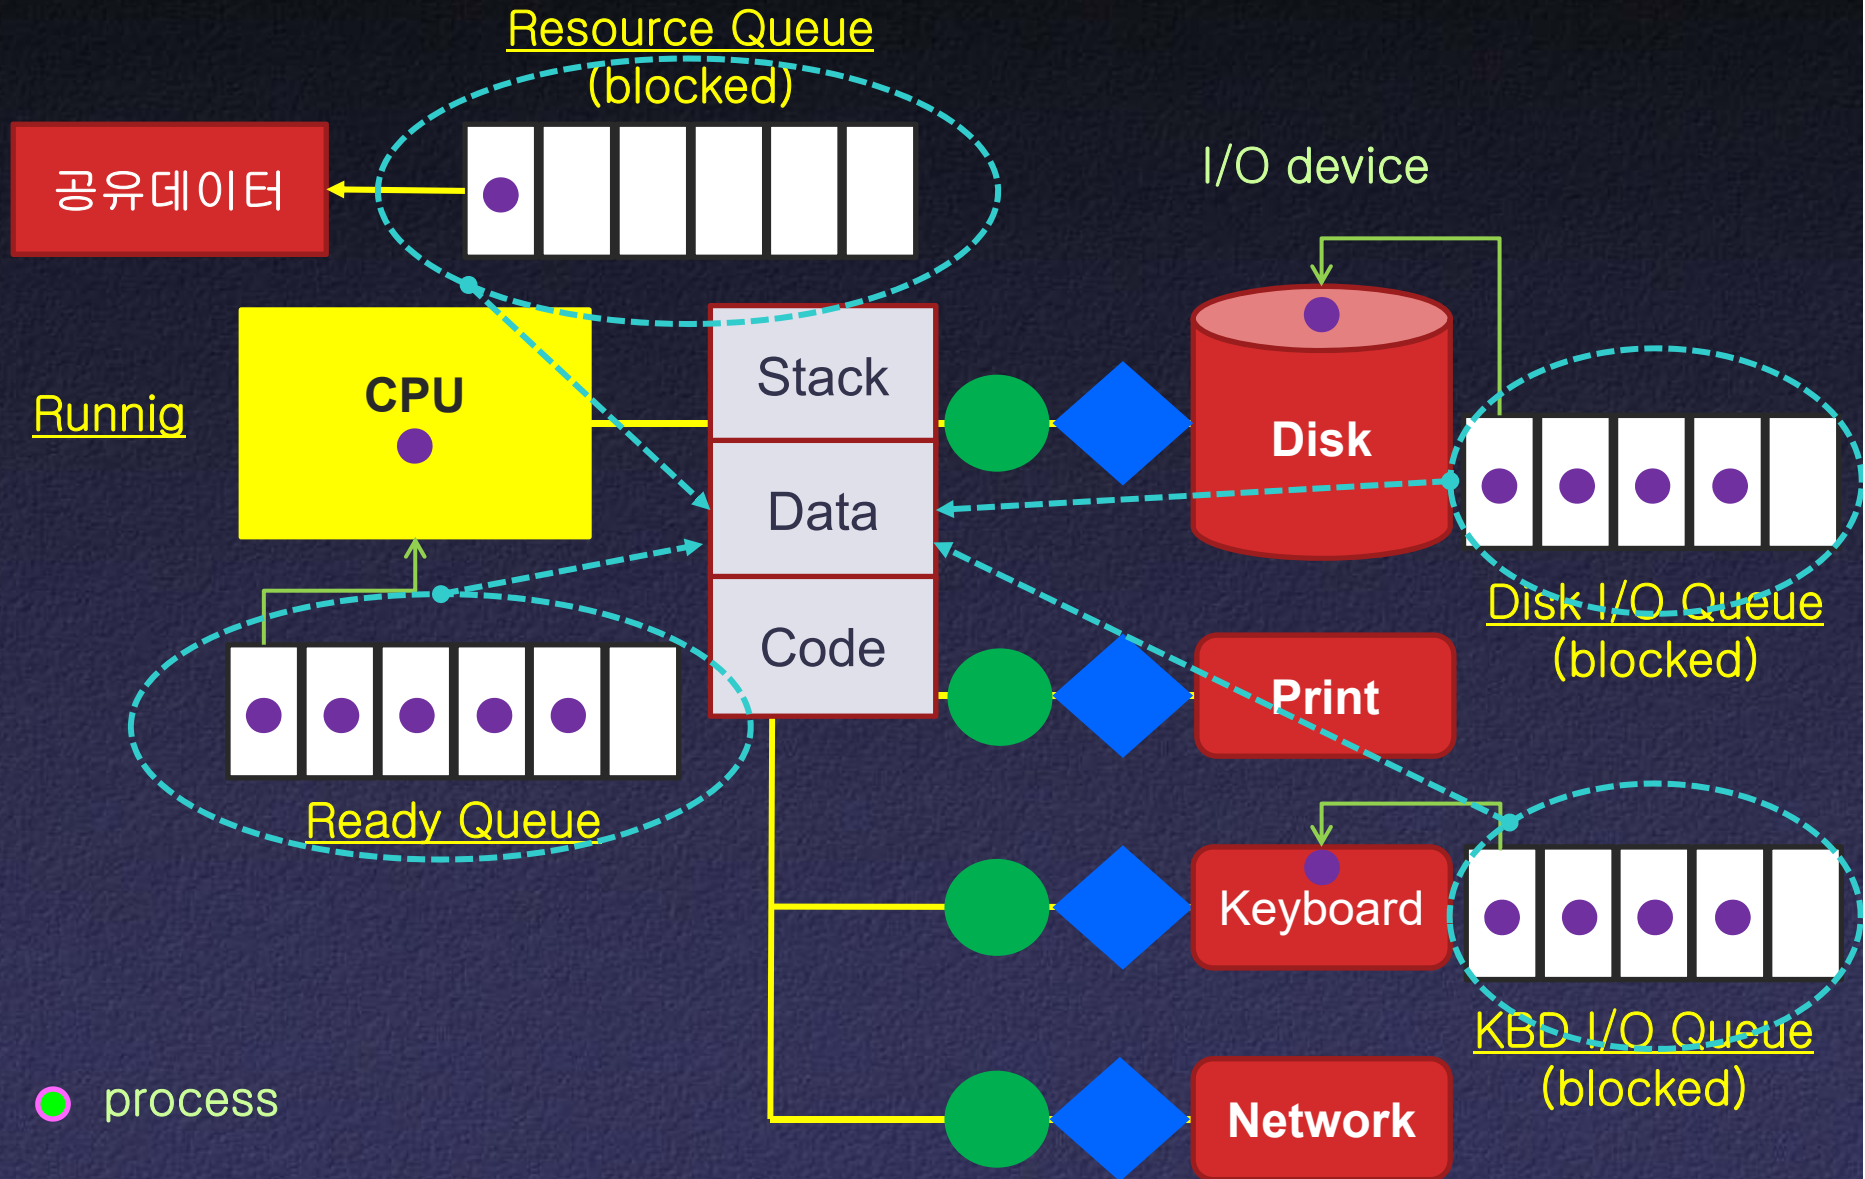 Resource Queue
(blocked)
공유데이터
I/O device
Stack
CPU
Runnig
Disk
Data
Disk I/O Queue
(blocked)
Code
Print
Ready Queue
Keyboard
KBD I/O Queue
(blocked)
process
Network